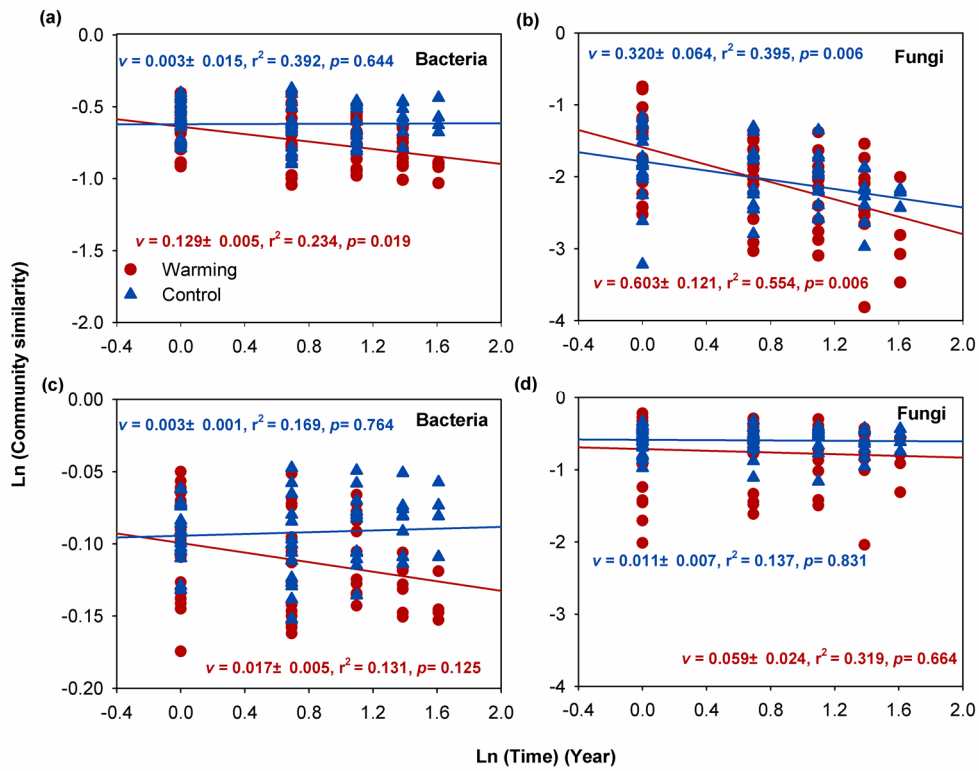 (a)
0.0
-0.5
-1.0
-1.5
-2.0
v = 0.003± 0.015, r², = 0.392, p= 0.644
Bacteria
v = 0.129± 0.005, r² = 0.234, p= 0.019
Warming
Control
-0.4 0.0 0.4 0.8 1.2 1.6 2.0
(b)
0
-1
-2
-3
-4
v = 0.320± 0.064, r² = 0.395, p= 0.006
Fungi
v = 0.603± 0.121, r² = 0.554, p= 0.006
-0.4 0.0 0.4 0.8 1.2 1.6 2.0
Ln (Community similarity)
(c)
0.00
-0.05
-0.10
-0.15
-0.20
Bacteria
v = 0.003± 0.001, r² = 0.169, p= 0.764
v = 0.017± 0.005, r² = 0.131, p= 0.125
-0.4 0.0 0.4 0.8 1.2 1.6 2.0
(d)
0
-1
-2
-3
-4
Fungi
v = 0.011± 0.007, r² = 0.137, p= 0.831
v = 0.059± 0.024, r² = 0.319, p= 0.664
-0.4 0.0 0.4 0.8 1.2 1.6 2.0
Ln (Time) (Year)